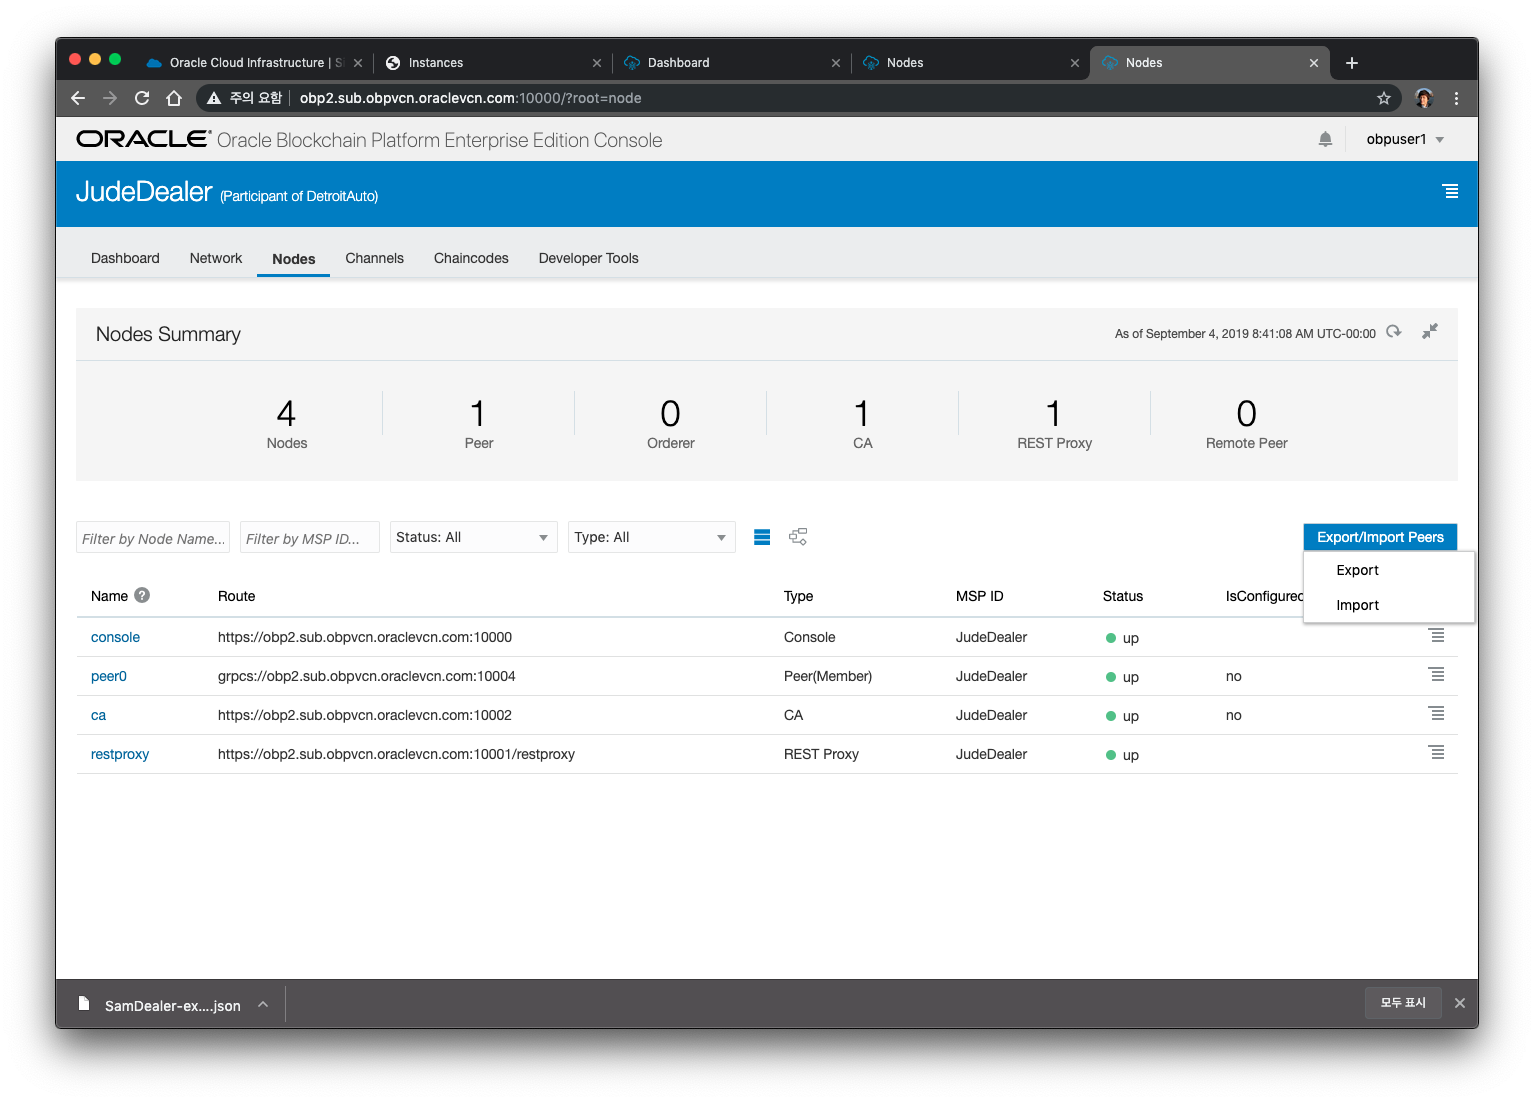 Oracle Cloud Infrastructure | S
Instances
Dashboard
Nodes
Nodes
주의 요함 obp2.sub.obpvcn.oraclevcn.com:10000/?root=node
ORACLE® Oracle Blockchain Platform Enterprise Edition Console
obpuser1
JudeDealer (Participant of DetroitAuto)
Dashboard Network Nodes Channels Chaincodes Developer Tools
Nodes Summary
As of September 4, 2019 8:41:08 AM UTC-00:00
4 1 0 1 1 0
Nodes Peer Orderer CA REST Proxy Remote Peer
Filter by Node Name... Filter by MSP ID... Status: All Type: All
Export/Import Peers
Export
Import
Name ? Route Type MSP ID Status IsConfigured
console https://obp2.sub.obpvcn.oraclevcn.com:10000 Console JudeDealer up
peer0 grpcs://obp2.sub.obpvcn.oraclevcn.com:10004 Peer(Member) JudeDealer up no
ca https://obp2.sub.obpvcn.oraclevcn.com:10002 CA JudeDealer up no
restproxy https://obp2.sub.obpvcn.oraclevcn.com:10001/restproxy REST Proxy JudeDealer up
SamDealer-ex....json
모두 표시